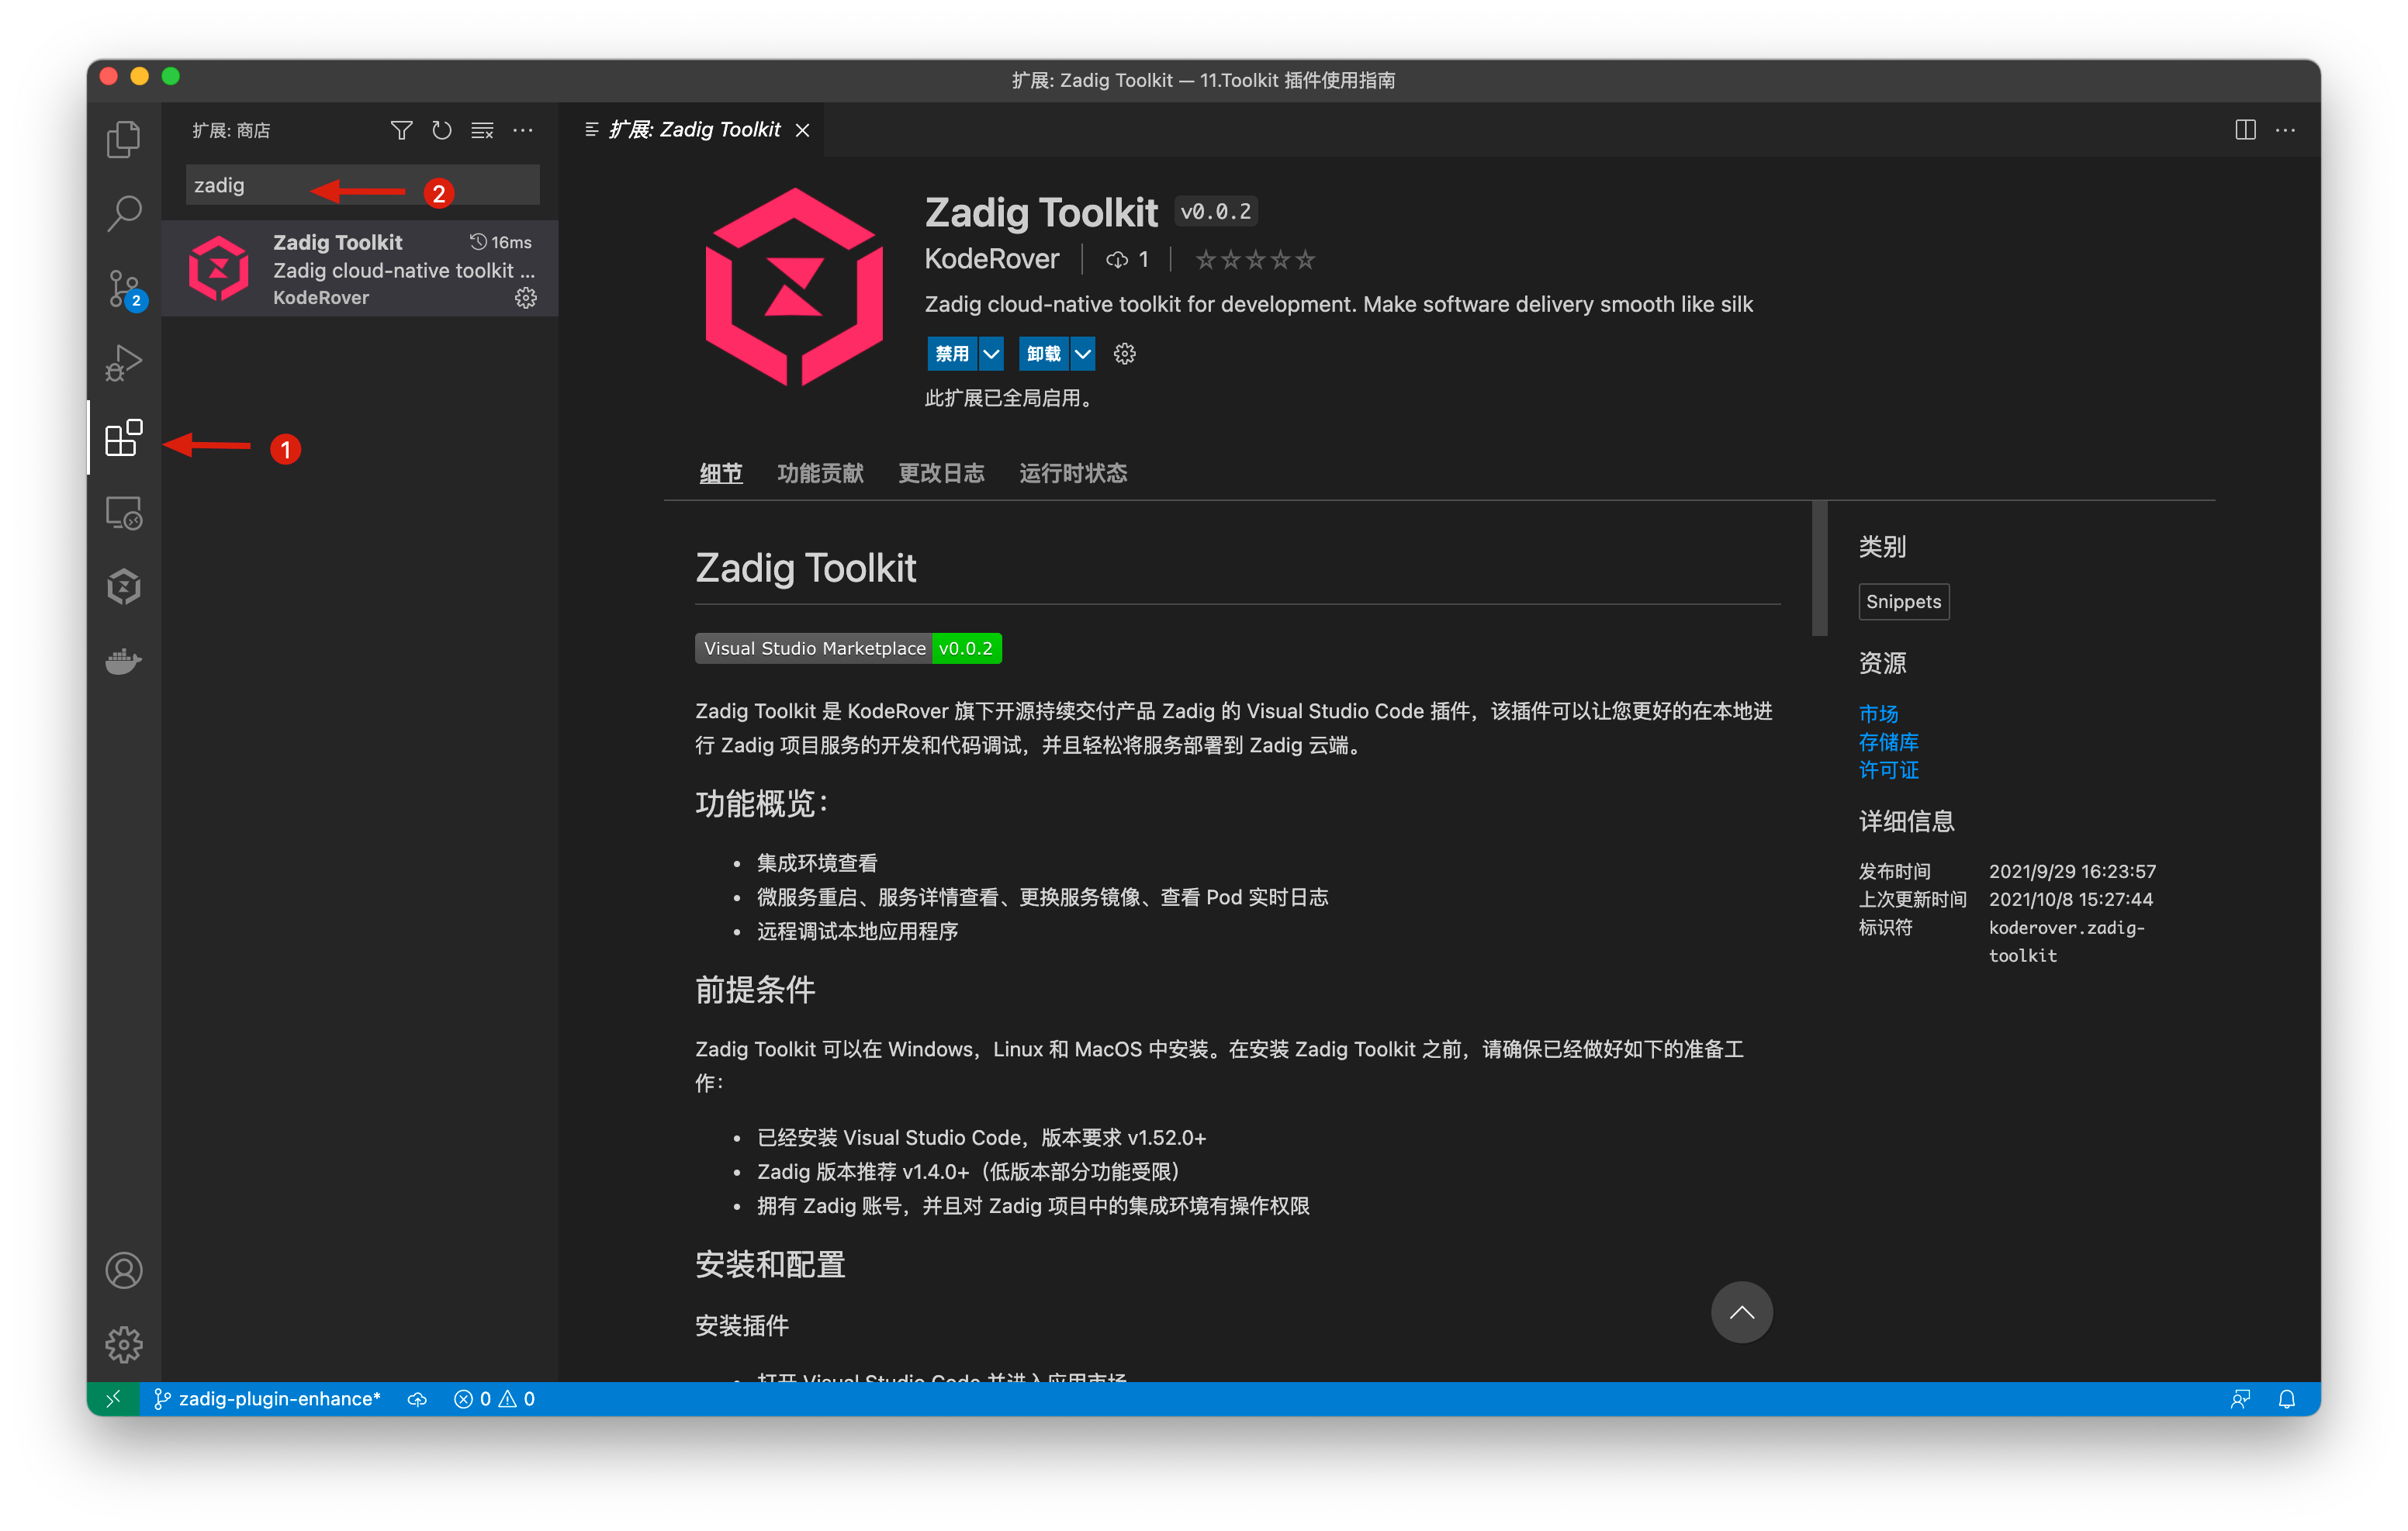 扩展: Zadig Toolkit — 11.Toolkit 插件使用指南
扩展: 商店
zadig
2
Zadig Toolkit
16ms
Zadig cloud-native toolkit ...
KodeRover
2
1
扩展: Zadig Toolkit
Zadig Toolkit v0.0.2
KodeRover 1
Zadig cloud-native toolkit for development. Make software delivery smooth like silk
禁用 卸载
此扩展已全局启用。
细节 功能贡献 更改日志 运行时状态
Zadig Toolkit
Visual Studio Marketplace v0.0.2
Zadig Toolkit 是 KodeRover 旗下开源持续交付产品 Zadig 的 Visual Studio Code 插件，该插件可以让您更好的在本地进
行 Zadig 项目服务的开发和代码调试，并且轻松将服务部署到 Zadig 云端。
功能概览：
• 集成环境查看
• 微服务重启、服务详情查看、更换服务镜像、查看 Pod 实时日志
• 远程调试本地应用程序
前提条件
Zadig Toolkit 可以在 Windows，Linux 和 MacOS 中安装。在安装 Zadig Toolkit 之前，请确保已经做好如下的准备工
作：
• 已经安装 Visual Studio Code，版本要求 v1.52.0+
• Zadig 版本推荐 v1.4.0+（低版本部分功能受限）
• 拥有 Zadig 账号，并且对 Zadig 项目中的集成环境有操作权限
安装和配置
安装插件
• 打开 Visual Studio Code 并进入应用市场
类别
Snippets
资源
市场
存储库
许可证
详细信息
发布时间 2021/9/29 16:23:57
上次更新时间 2021/10/8 15:27:44
标识符 koderover.zadig-
toolkit
zadig-plugin-enhance* 0 0